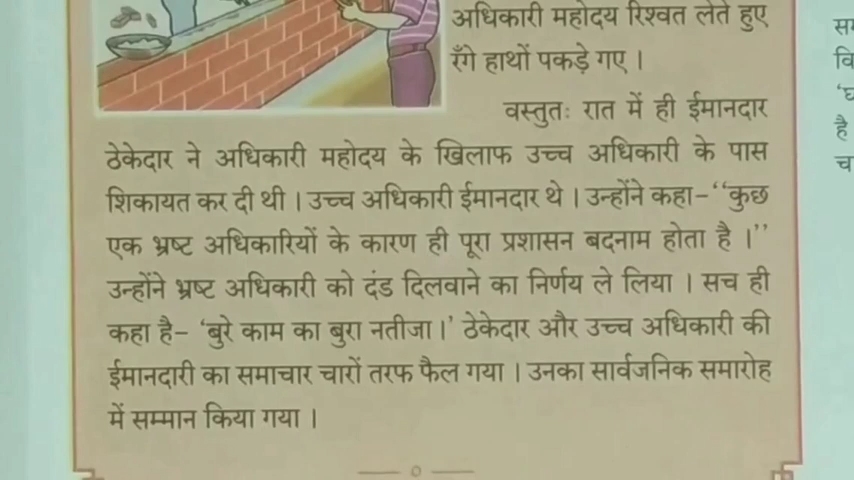 अधिकारी महोदय रिश्वत लेते हुए
रँगे हाथों पकड़े गए ।
वस्तुतः रात में ही ईमानदार
ठेकेदार ने अधिकारी महोदय के खिलाफ उच्च अधिकारी के पास
शिकायत कर दी थी । उच्च अधिकारी ईमानदार थे । उन्होंने कहा-‘‘कुछ
एक भ्रष्ट अधिकारियों के कारण ही पूरा प्रशासन बदनाम होता है ।’’
उन्होंने भ्रष्ट अधिकारी को दंड दिलवाने का निर्णय ले लिया । सच ही
कहा है- ‘बुरे काम का बुरा नतीजा।’ ठेकेदार और उच्च अधिकारी की
ईमानदारी का समाचार चारों तरफ फैल गया । उनका सार्वजनिक समारोह
में सम्मान किया गया ।
है